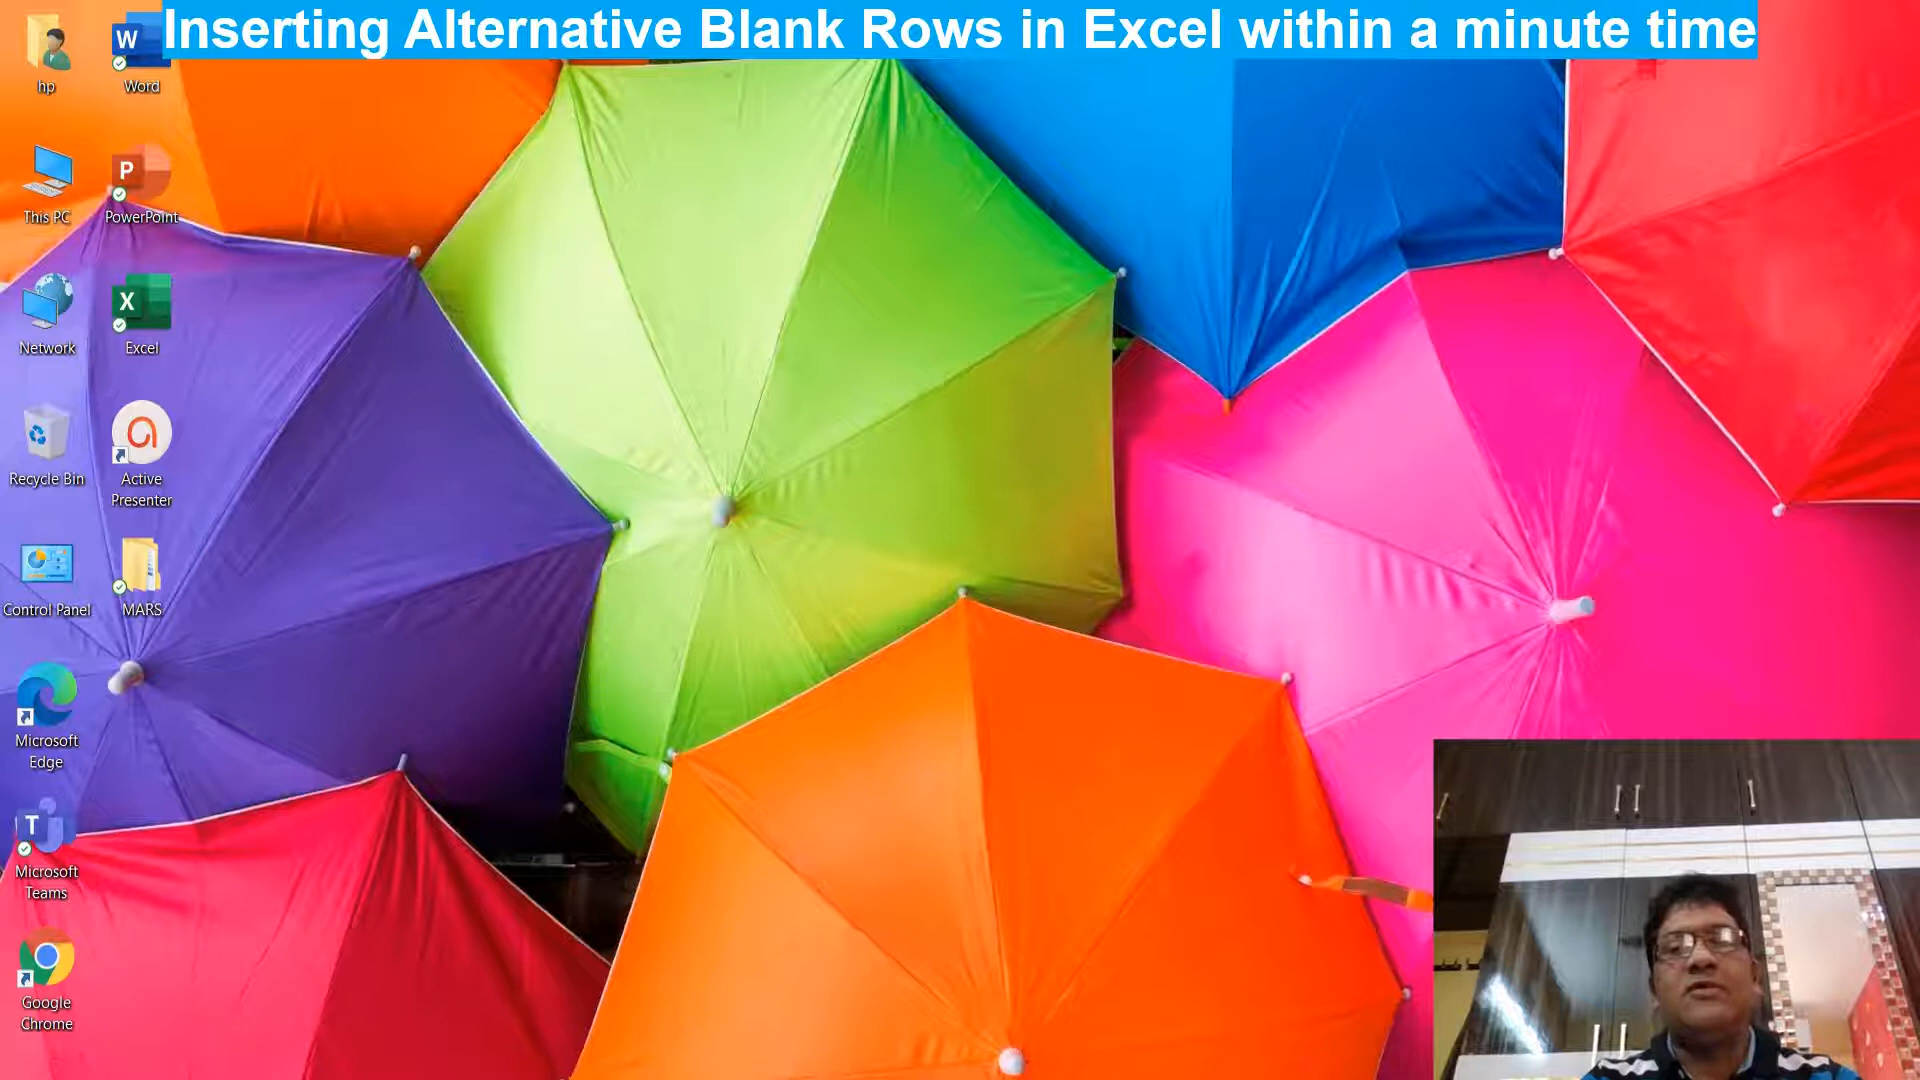 Inserting Alternative Blank Rows in Excel within a minute time
hp
W
Word
This PC
P
PowerPoint
Network
X
Excel
Recycle Bin
Active
Presenter
Control Panel
MARS
Microsoft
Edge
T
Microsoft
Teams
Google
Chrome